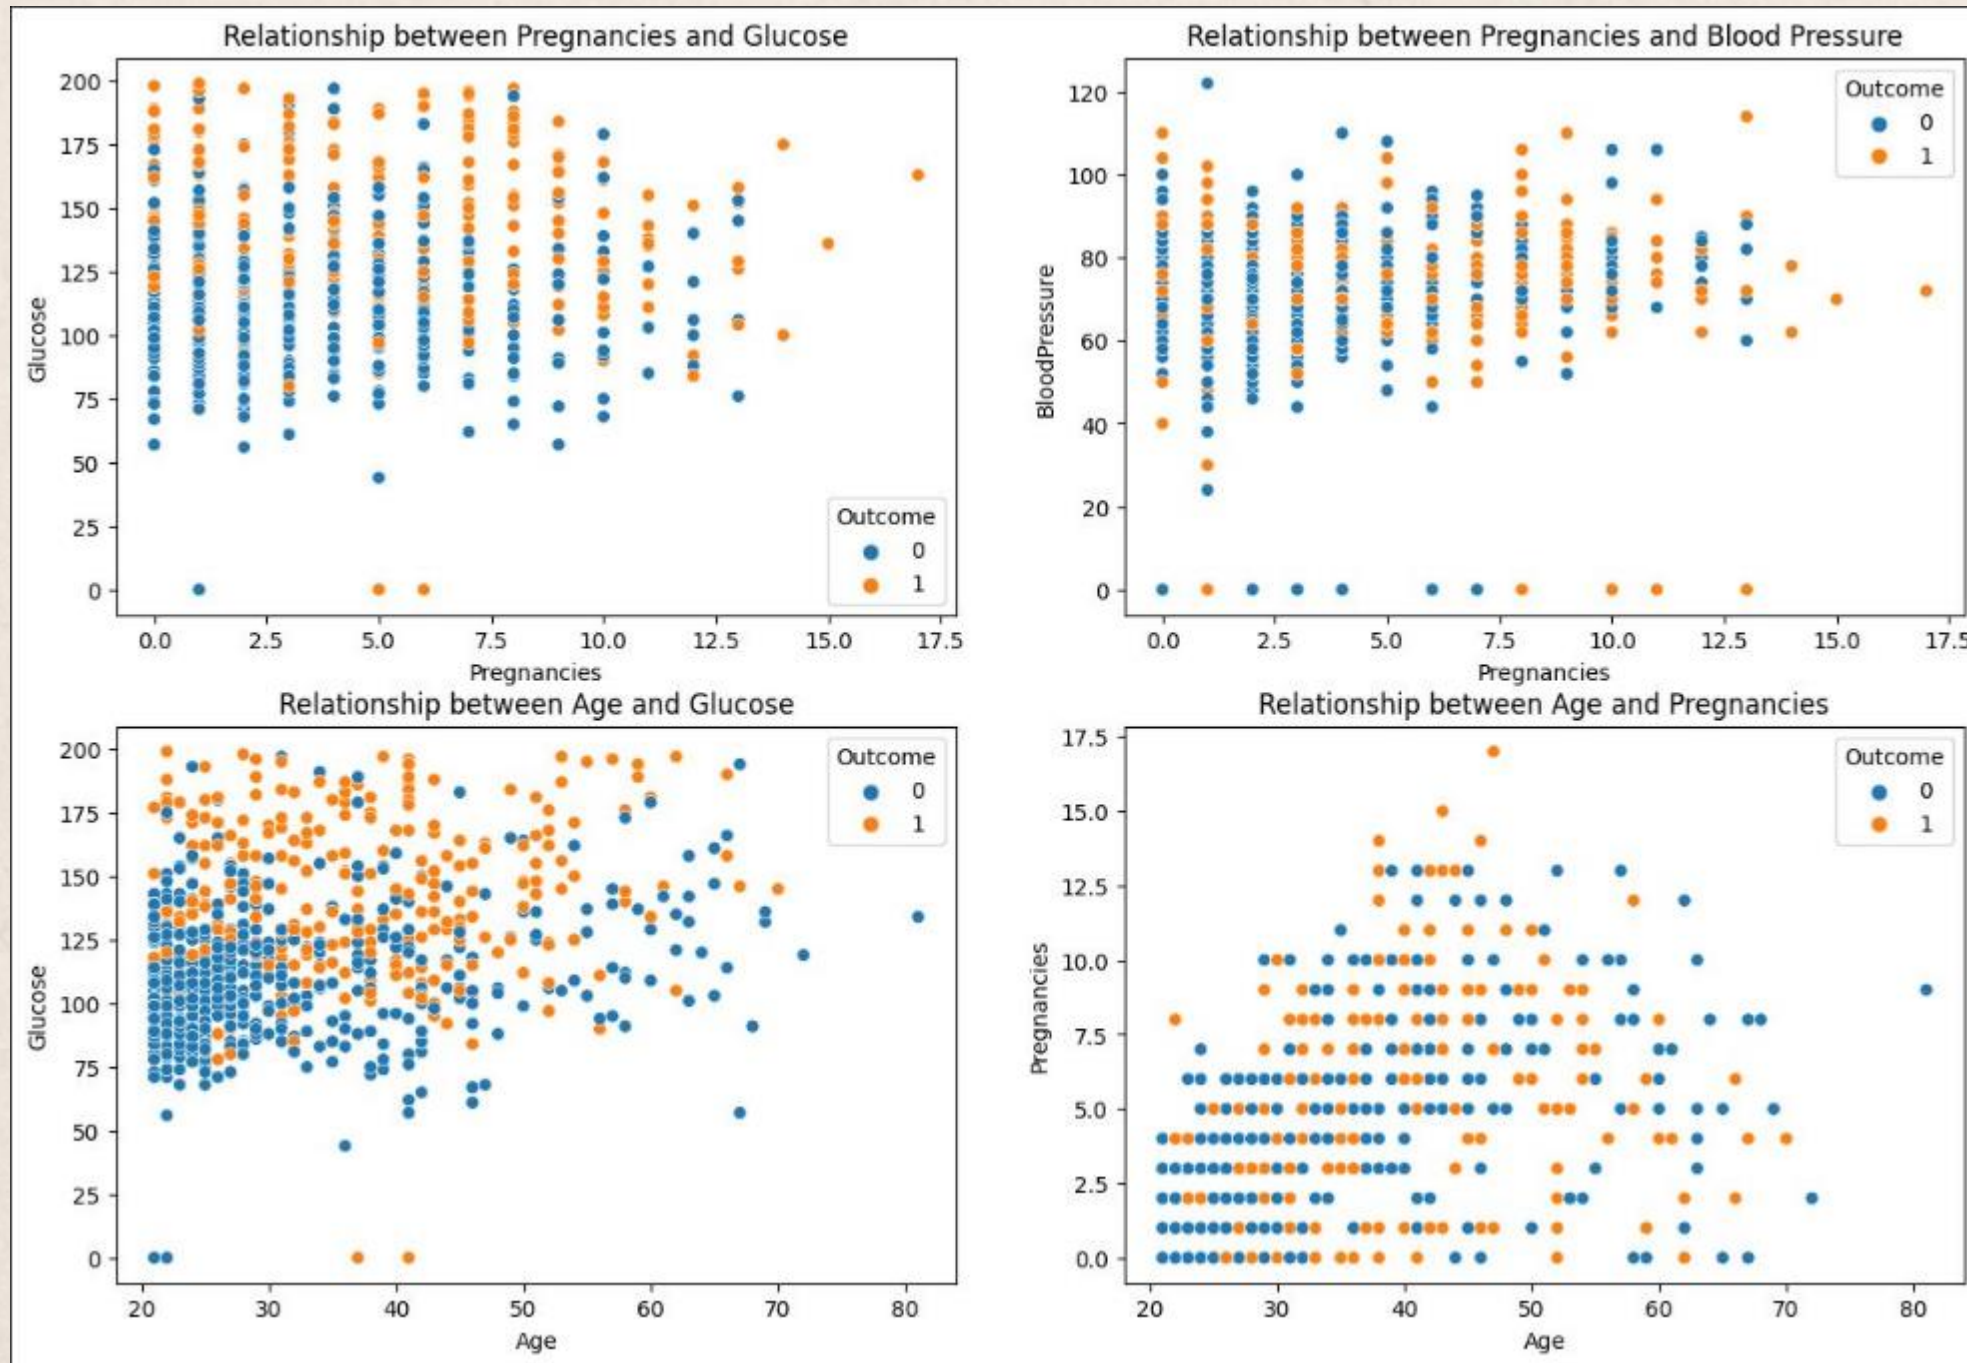 Relationship between Pregnancies and Glucose
200
175
150
125
100
75
50
25
0
Glucose
0.0 2.5 5.0 7.5 10.0 12.5 15.0 17.5
Pregnancies
Outcome
0
1
Relationship between Pregnancies and Blood Pressure
120
100
80
60
40
20
0
BloodPressure
0.0 2.5 5.0 7.5 10.0 12.5 15.0 17.5
Pregnancies
Outcome
0
1
Relationship between Age and Glucose
200
175
150
125
100
75
50
25
0
Glucose
20 30 40 50 60 70 80
Age
Outcome
0
1
Relationship between Age and Pregnancies
17.5
15.0
12.5
10.0
7.5
5.0
2.5
0.0
Pregnancies
20 30 40 50 60 70 80
Age
Outcome
0
1